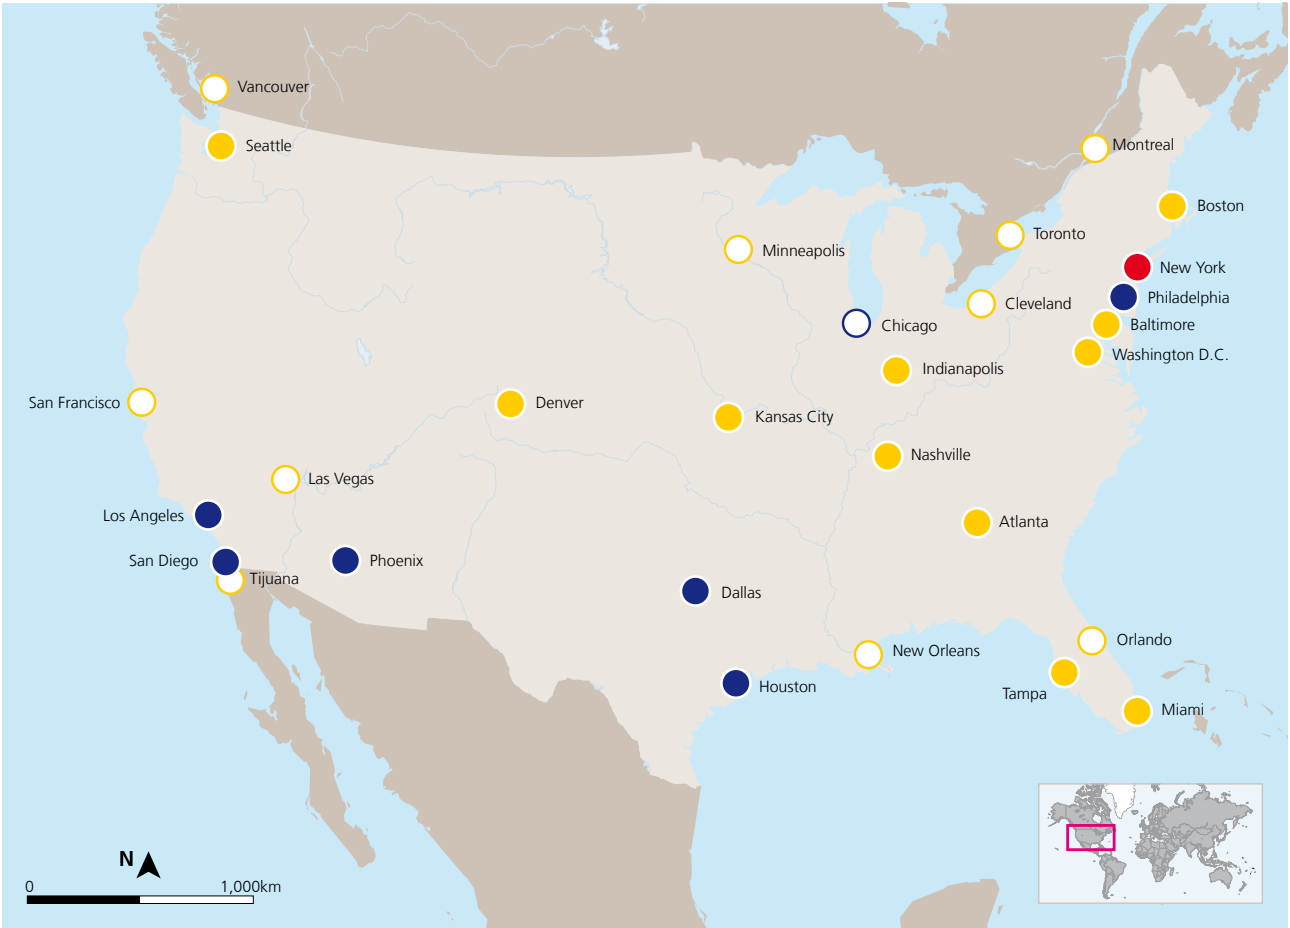 Vancouver
Seattle
Montreal
Boston
Toronto
Minneapolis
New York
Philadelphia
Cleveland
Chicago
Baltimore
Washington D.C.
Indianapolis
San Francisco
Denver
Kansas City
Nashville
Las Vegas
Los Angeles
Atlanta
San Diego
Phoenix
Tijuana
Dallas
Orlando
New Orleans
Houston
Tampa
Miami
N
0
1,000km